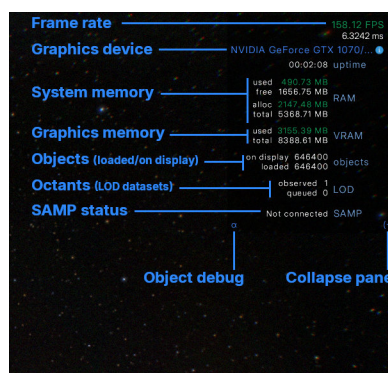 Frame rate 158.12 FPS
6.3242 ms
Graphics device NVIDIA GeForce GTX 1070/...
00:02:08 uptime
used 490.73 MB
System memory free 1656.75 MB RAM
alloc 2147.48 MB
total 5368.71 MB
Graphics memory used 3155.39 MB VRAM
total 8388.61 MB
Objects (loaded/on display) on display 646400 objects
loaded 646400
Octants (LOD datasets) observed 1 LOD
queued 0
SAMP status Not connected SAMP
Object debug Collapse pane